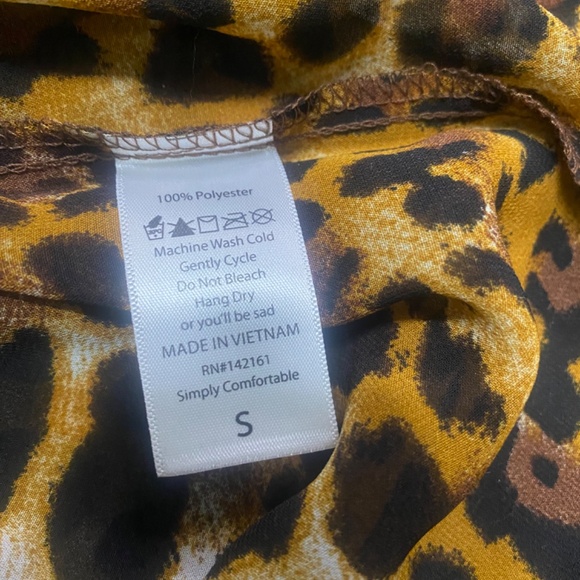 100% Polyester
Machine Wash Cold
Gently Cycle
Do Not Bleach
Hang Dry
or you'll be sad
MADE IN VIETNAM
RN#142161
Simply Comfortable
S